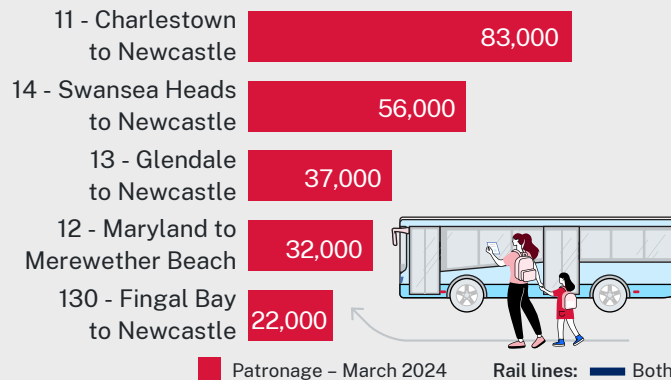 11 - Charlestown
to Newcastle
83,000
14 - Swansea Heads
to Newcastle
56,000
13 - Glendale
to Newcastle
37,000
12 - Maryland to
Merewether Beach
32,000
130 - Fingal Bay
to Newcastle
22,000
Patronage – March 2024
Rail lines:
Both